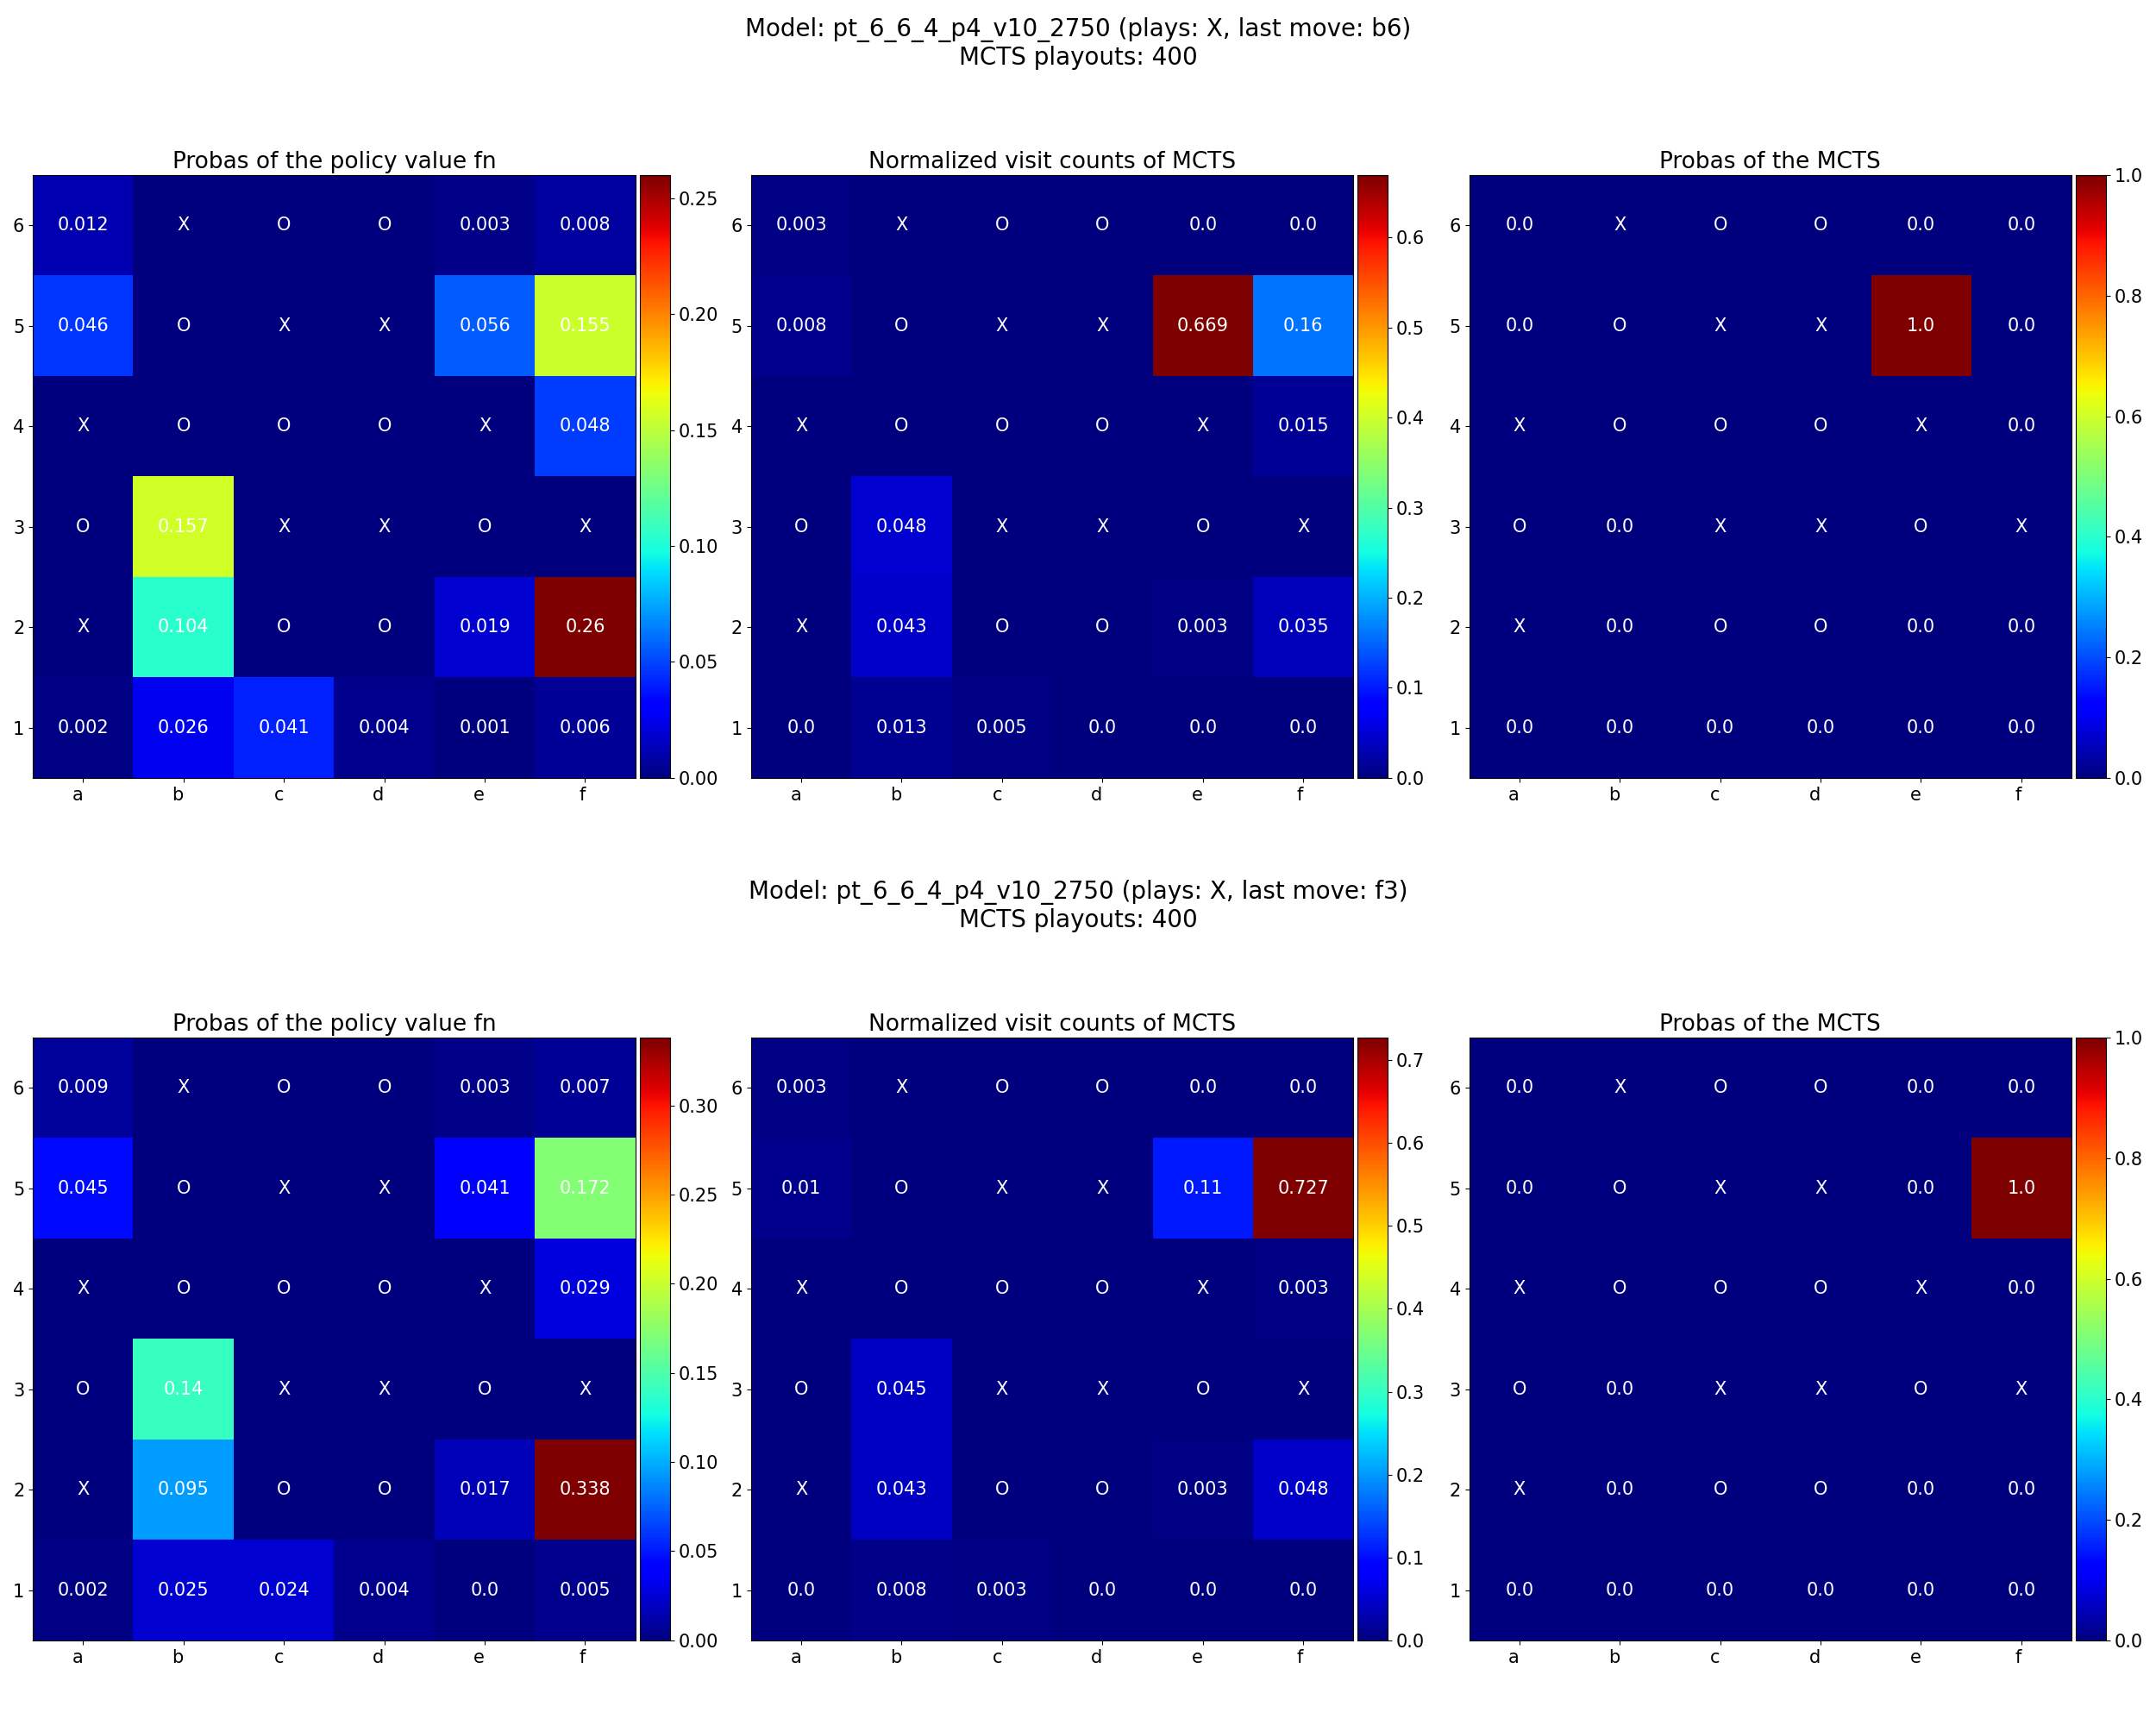 Model: pt_6_6_4_p4_v10_2750 (plays: X, last move: b6)
MCTS playouts: 400
Probas of the policy value fn
6 0.012 X O O 0.003 0.008
5 0.046 O X X 0.056 0.155
4 X O O O X 0.048
3 O 0.157 X X O X
2 X 0.104 O O 0.019 0.26
1 0.002 0.026 0.041 0.004 0.001 0.006
a b c d e f
0.25
0.20
0.15
0.10
0.05
0.00
Normalized visit counts of MCTS
6 0.003 X O O 0.0 0.0
5 0.008 O X X 0.669 0.16
4 X O O O X 0.015
3 O 0.048 X X O X
2 X 0.043 O O 0.003 0.035
1 0.0 0.013 0.005 0.0 0.0 0.0
a b c d e f
0.6
0.5
0.4
0.3
0.2
0.1
0.0
Probas of the MCTS
6 0.0 X O O 0.0 0.0
5 0.0 O X X 1.0 0.0
4 X O O O X 0.0
3 O 0.0 X X O X
2 X 0.0 O O 0.0 0.0
1 0.0 0.0 0.0 0.0 0.0 0.0
a b c d e f
1.0
0.8
0.6
0.4
0.2
0.0
Model: pt_6_6_4_p4_v10_2750 (plays: X, last move: f3)
MCTS playouts: 400
Probas of the policy value fn
6 0.009 X O O 0.003 0.007
5 0.045 O X X 0.041 0.172
4 X O O O X 0.029
3 O 0.14 X X O X
2 X 0.095 O O 0.017 0.338
1 0.002 0.025 0.024 0.004 0.0 0.005
a b c d e f
0.30
0.25
0.20
0.15
0.10
0.05
0.00
Normalized visit counts of MCTS
6 0.003 X O O 0.0 0.0
5 0.01 O X X 0.11 0.727
4 X O O O X 0.003
3 O 0.045 X X O X
2 X 0.043 O O 0.003 0.048
1 0.0 0.008 0.003 0.0 0.0 0.0
a b c d e f
0.7
0.6
0.5
0.4
0.3
0.2
0.1
0.0
Probas of the MCTS
6 0.0 X O O 0.0 0.0
5 0.0 O X X 0.0 1.0
4 X O O O X 0.0
3 O 0.0 X X O X
2 X 0.0 O O 0.0 0.0
1 0.0 0.0 0.0 0.0 0.0 0.0
a b c d e f
1.0
0.8
0.6
0.4
0.2
0.0